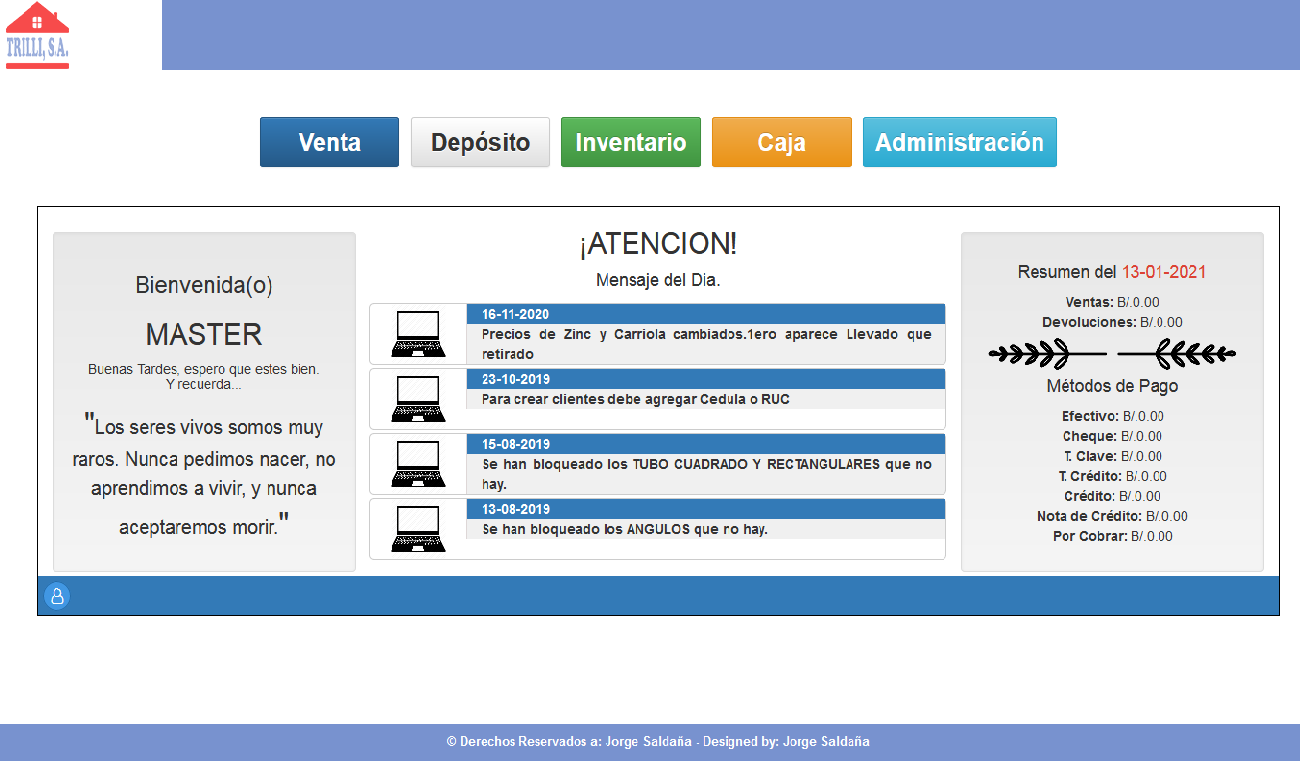 TRILLI, S.A.
Venta
Depósito
Inventario
Caja
Administración
Bienvenida(o)
MASTER
Buenas Tardes, espero que estes bien.
Y recuerda...
"Los seres vivos somos muy
raros. Nunca pedimos nacer, no
aprendimos a vivir, y nunca
aceptaremos morir."
¡ATENCION!
Mensaje del Dia.
16-11-2020
Precios de Zinc y Carriola cambiados.1ero aparece Llevado que
retirado
23-10-2019
Para crear clientes debe agregar Cedula o RUC
15-08-2019
Se han bloqueado los TUBO CUADRADO Y RECTANGULARES que no
hay.
13-08-2019
Se han bloqueado los ANGULOS que no hay.
Resumen del 13-01-2021
Ventas: B/.0.00
Devoluciones: B/.0.00
Métodos de Pago
Efectivo: B/.0.00
Cheque: B/.0.00
T. Clave: B/.0.00
T. Crédito: B/.0.00
Crédito: B/.0.00
Nota de Crédito: B/.0.00
Por Cobrar: B/.0.00
© Derechos Reservados a: Jorge Saldaña - Designed by: Jorge Saldaña